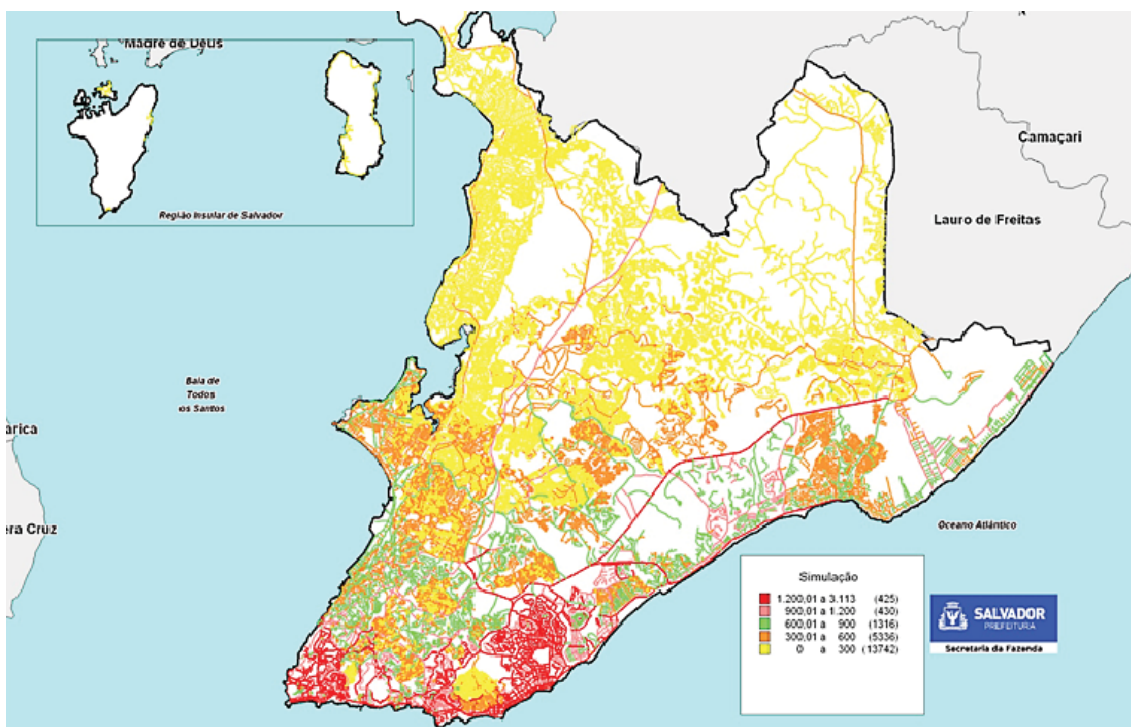 Madre de Deus
Região Insular de Salvador
Camaçari
Lauro de Freitas
Baia de
Todos
os Santos
arica
era Cruz
Oceano Atlântico
Simulação
1.200,01 a 3.113 (425)
900,01 a 1.200 (430)
600,01 a 900 (1316)
300,01 a 600 (5336)
0 a 300 (13742)
SALVADOR
PREFEITURA
Secretaria da Fazenda